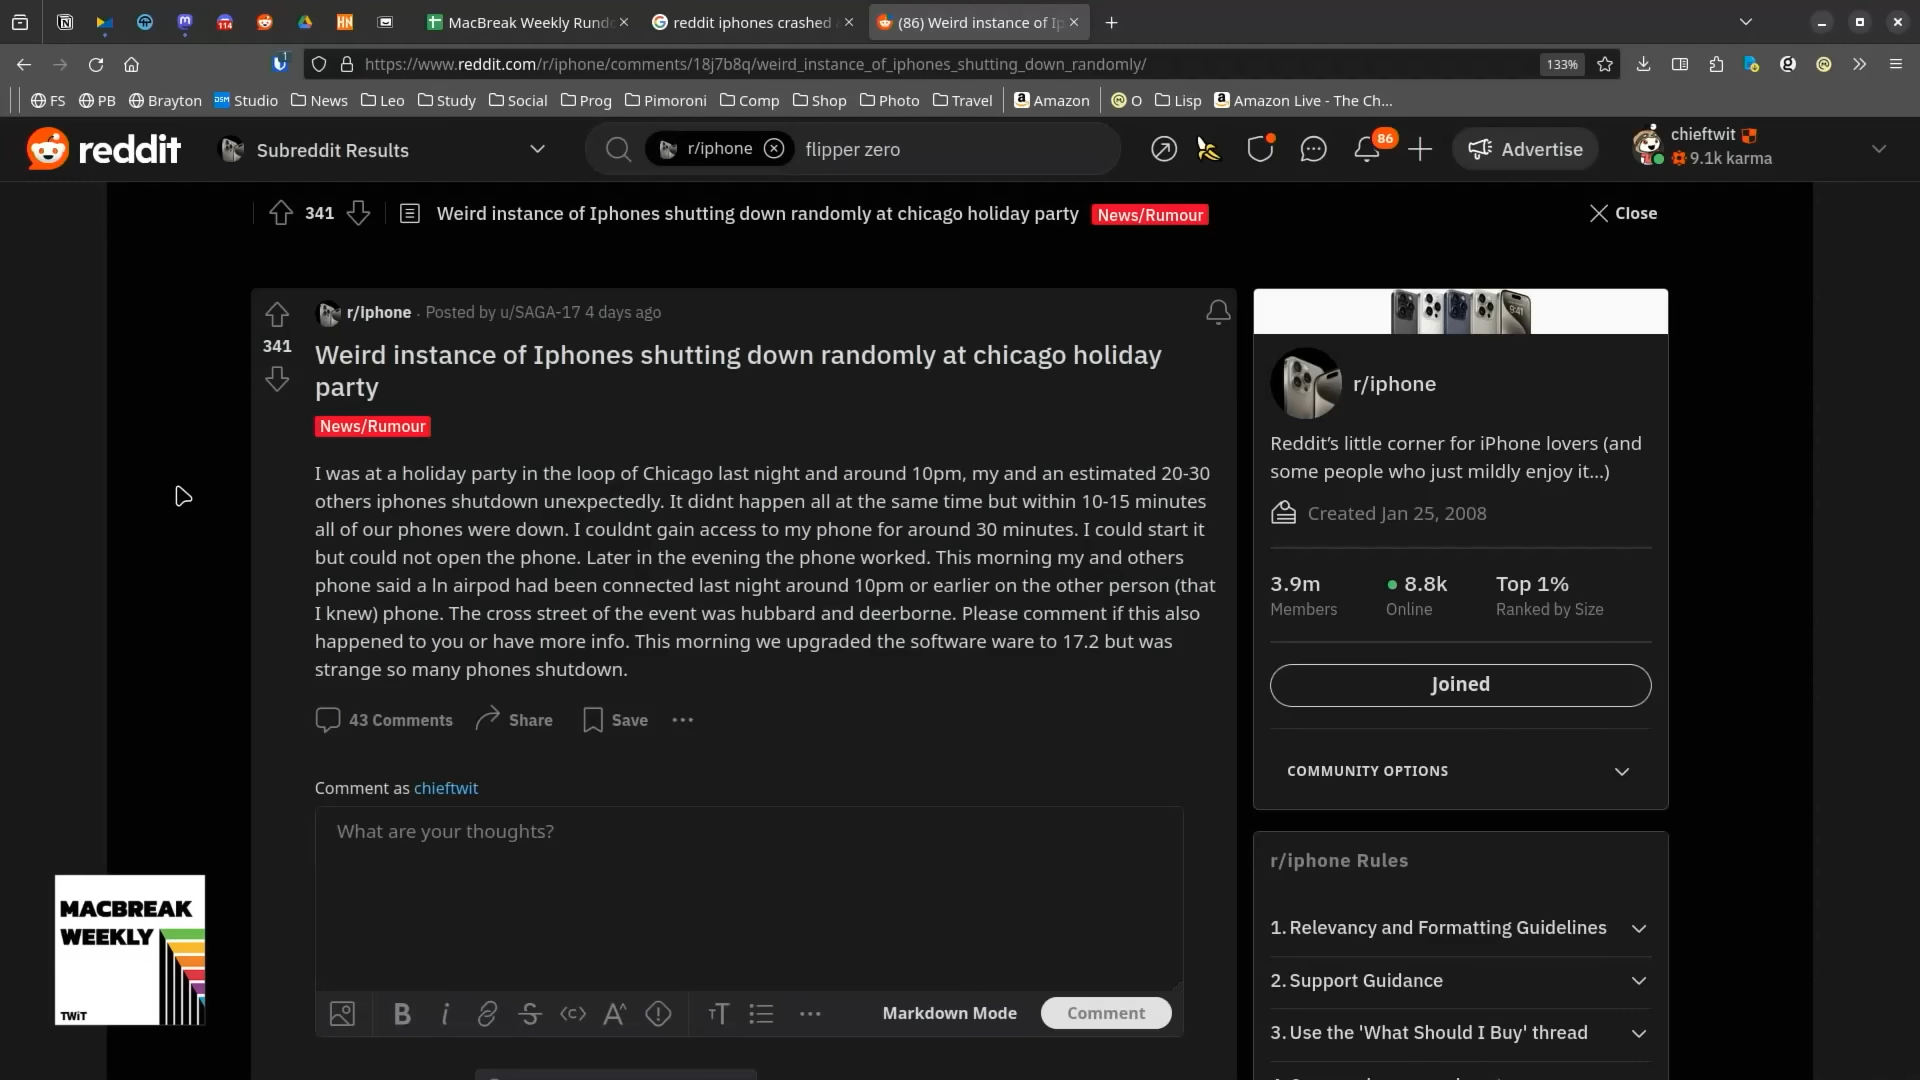 MacBreak Weekly Rund
reddit iphones crashed
(86) Weird instance of Ip
114
HN
1
https://www.reddit.com/r/iphone/comments/18j7b8q/weird_instance_of_iphones_shutting_down_randomly/
133%
FS
PB
Brayton
DSM Studio
News
Leo
Study
Social
Prog
Pimoroni
Comp
Shop
Photo
Travel
Amazon
O
Lisp
Amazon Live - The Ch...
reddit
Subreddit Results
r/iphone
flipper zero
86
Advertise
chieftwit
9.1k karma
341
Weird instance of Iphones shutting down randomly at chicago holiday party
News/Rumour
Close
r/iphone · Posted by u/SAGA-17 4 days ago
341
Weird instance of Iphones shutting down randomly at chicago holiday
party
News/Rumour
I was at a holiday party in the loop of Chicago last night and around 10pm, my and an estimated 20-30
others iphones shutdown unexpectedly. It didnt happen all at the same time but within 10-15 minutes
all of our phones were down. I couldnt gain access to my phone for around 30 minutes. I could start it
but could not open the phone. Later in the evening the phone worked. This morning my and others
phone said a ln airpod had been connected last night around 10pm or earlier on the other person (that
I knew) phone. The cross street of the event was hubbard and deerborne. Please comment if this also
happened to you or have more info. This morning we upgraded the software ware to 17.2 but was
strange so many phones shutdown.
43 Comments
Share
Save
Comment as chieftwit
What are your thoughts?
B
i
Markdown Mode
Comment
9:41
r/iphone
Reddit's little corner for iPhone lovers (and
some people who just mildly enjoy it...)
Created Jan 25, 2008
3.9m
8.8k
Top 1%
Members
Online
Ranked by Size
Joined
COMMUNITY OPTIONS
r/iphone Rules
1. Relevancy and Formatting Guidelines
2. Support Guidance
3. Use the 'What Should I Buy' thread
MACBREAK
WEEKLY
TWiT